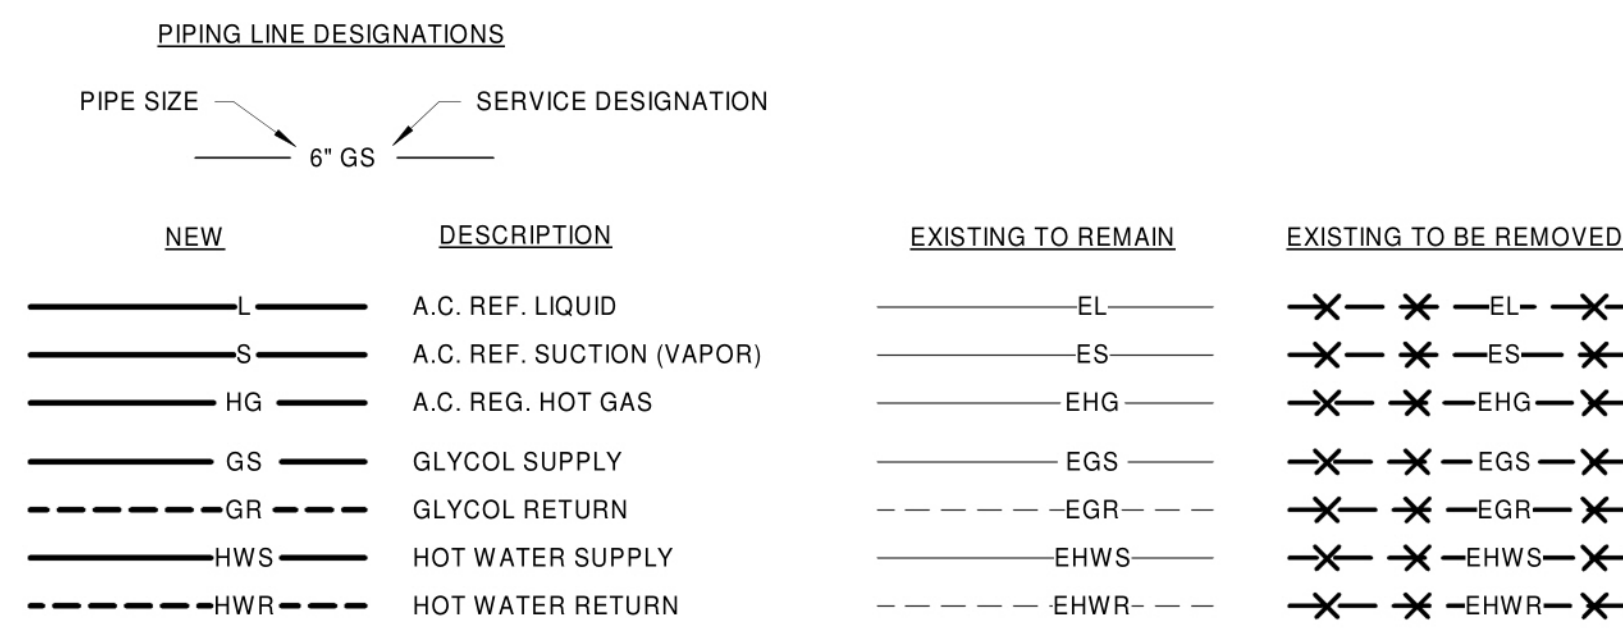 PIPING LINE DESIGNATIONS
PIPE SIZE SERVICE DESIGNATION
6" GS
NEW DESCRIPTION EXISTING TO REMAIN EXISTING TO BE REMOVED
L A.C. REF. LIQUID EL EL
S A.C. REF. SUCTION (VAPOR) ES ES
HG A.C. REG. HOT GAS EHG EHG
GS GLYCOL SUPPLY EGS EGS
GR GLYCOL RETURN EGR EGR
HWS HOT WATER SUPPLY EHWS EHWS
HWR HOT WATER RETURN EHWR EHWR